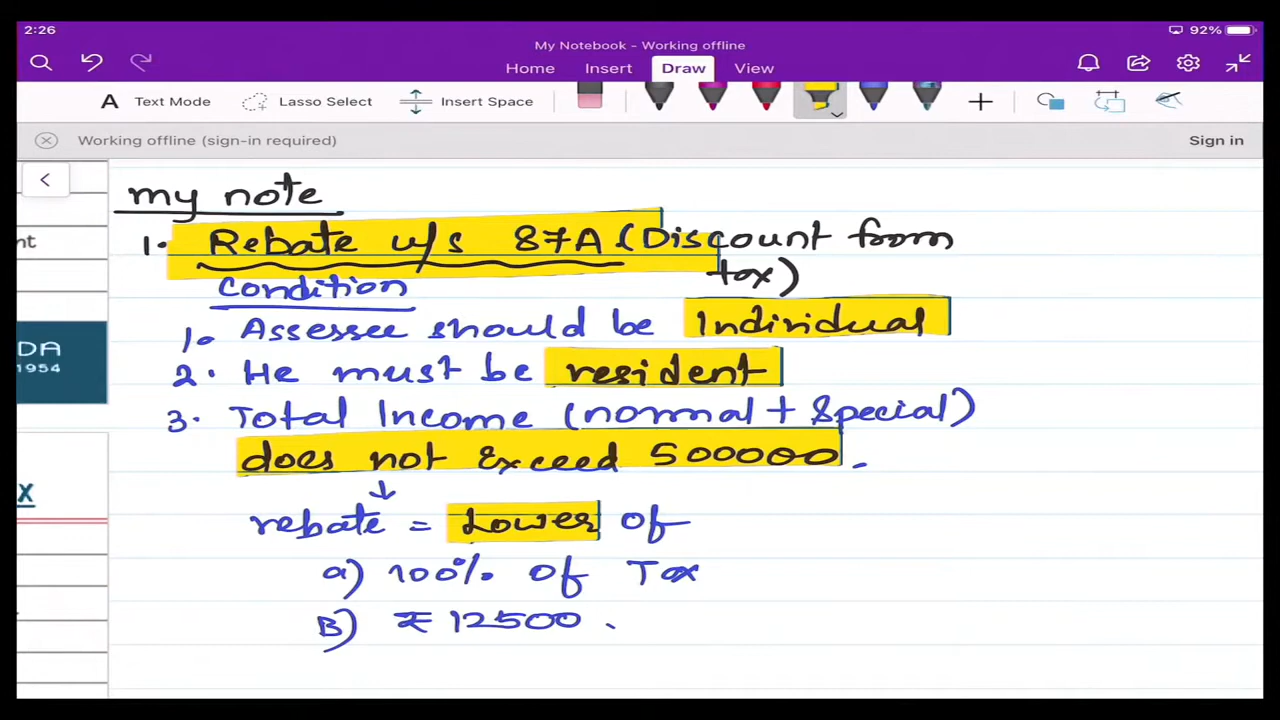 2:26
92%
My Notebook - Working offline
Home Insert Draw View
A Text Mode Lasso Select Insert Space
Working offline (sign-in required) Sign in
my note
nt
1. Rebate u/s 87A (Discount from
tax)
Condition
1. Assessee should be Individual
DA
1954
2. He must be resident
3. Total Income (normal + Special)
does not Exceed 500000.
X
rebate = Lower of
a) 100% of Tax
B) ₹ 12500.